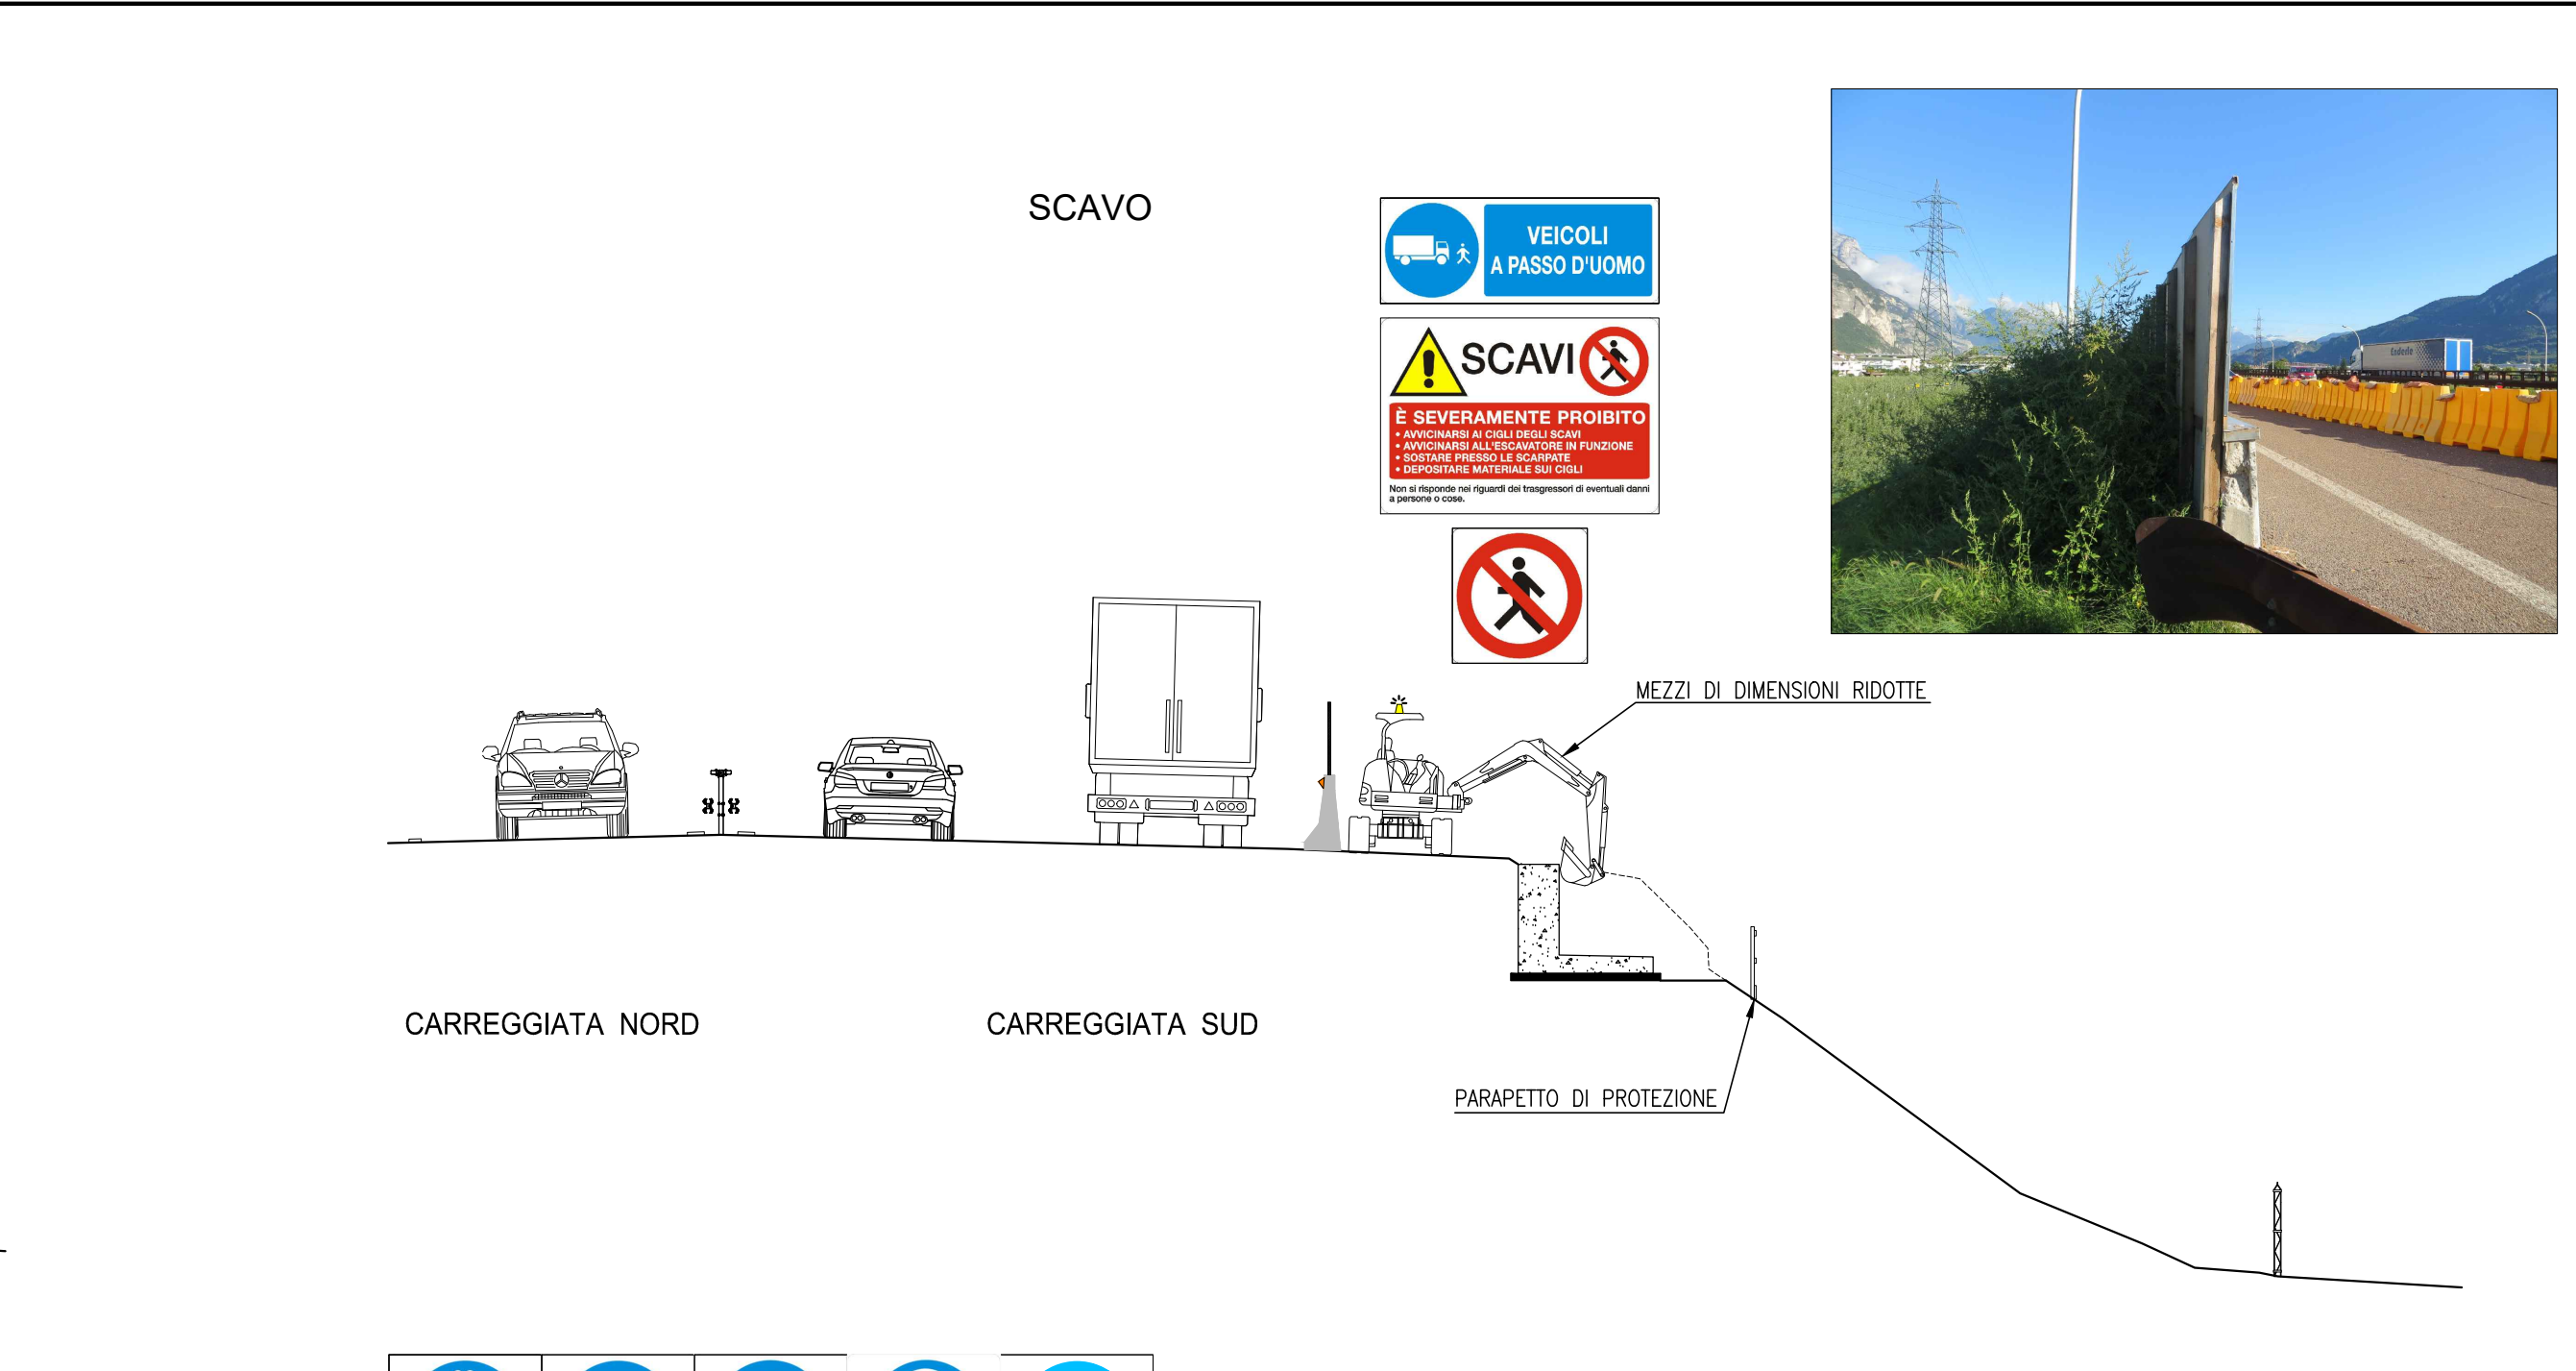 SCAVO
VEICOLI
A PASSO D'UOMO
SCAVI
È SEVERAMENTE PROIBITO
• AVVICINARSI AI CIGLI DEGLI SCAVI
• AVVICINARSI ALL'ESCAVATORE IN FUNZIONE
• SOSTARE PRESSO LE SCARPATE
• DEPOSITARE MATERIALE SUI CIGLI
Non si risponde nei riguardi dei trasgressori di eventuali danni
a persone o cose.
Enderle
MEZZI DI DIMENSIONI RIDOTTE
CARREGGIATA NORD
CARREGGIATA SUD
PARAPETTO DI PROTEZIONE